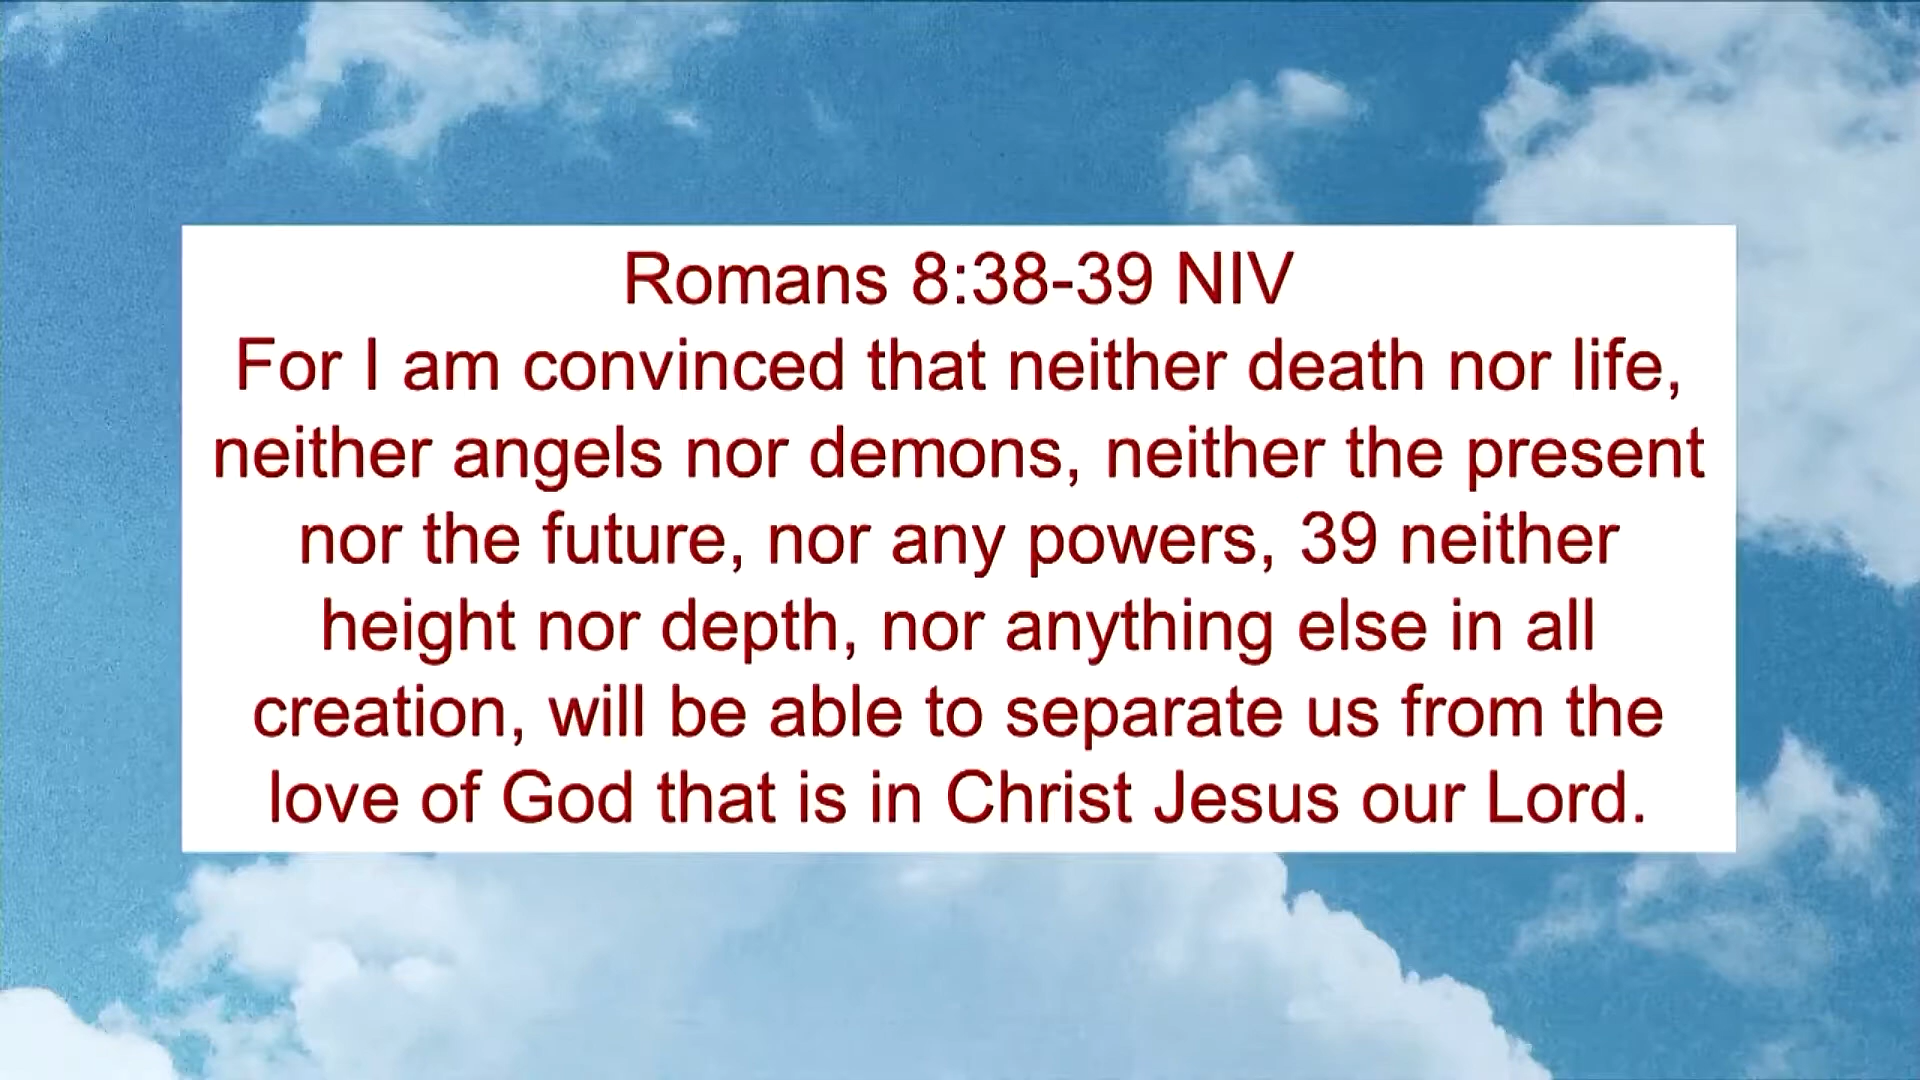 Romans 8:38-39 NIV
For I am convinced that neither death nor life,
neither angels nor demons, neither the present
nor the future, nor any powers, 39 neither
height nor depth, nor anything else in all
creation, will be able to separate us from the
love of God that is in Christ Jesus our Lord.